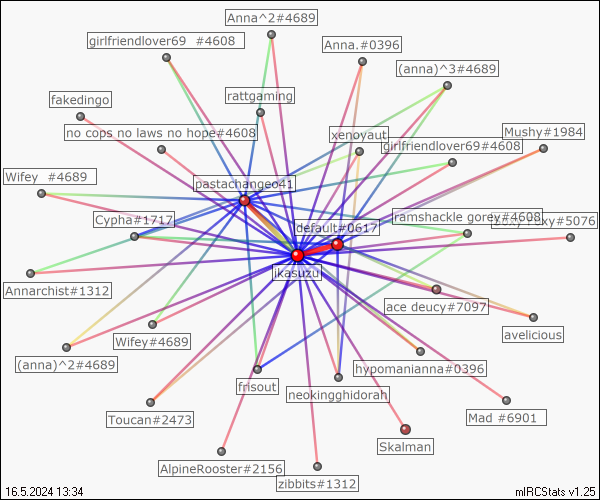 Anna^2#4689
girlfriendlover69 #4608
Anna.#0396
(anna)^3#4689
fakedingo
rattgaming
no cops no laws no hope#4608
xenoyaut
Mushy#1984
girlfriendlover69#4608
Wifey #4689
pastachangeo41
Cypha#1717
ramshackle gorey#4608
default#0617
ikasuzu
Annarchist#1312
ace deucy#7097
avelicious
Wifey#4689
(anna)^2#4689
hypomanianna#0396
frisout
neokingghidorah
Toucan#2473
Mad #6901
Skalman
AlpineRooster#2156
zibbits#1312
16.5.2024 13:34
mIRCStats v1.25